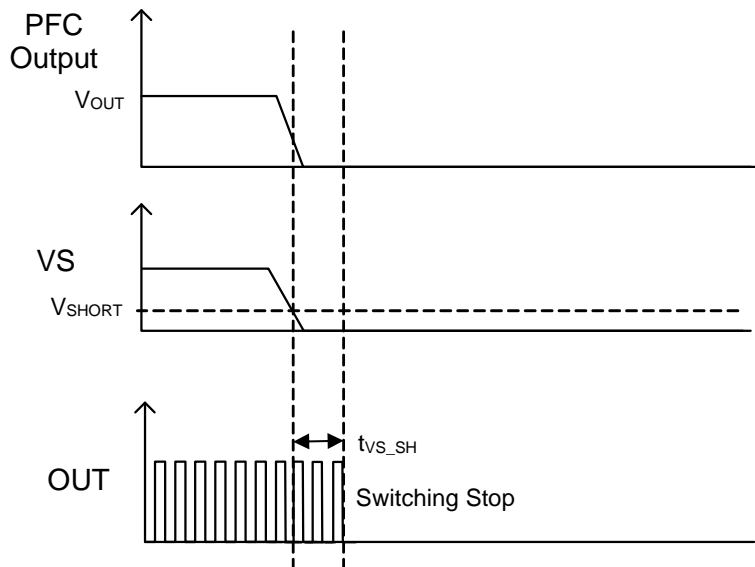 PFC
Output
VOUT
VS
VSHORT
tVS_SH
OUT
Switching Stop